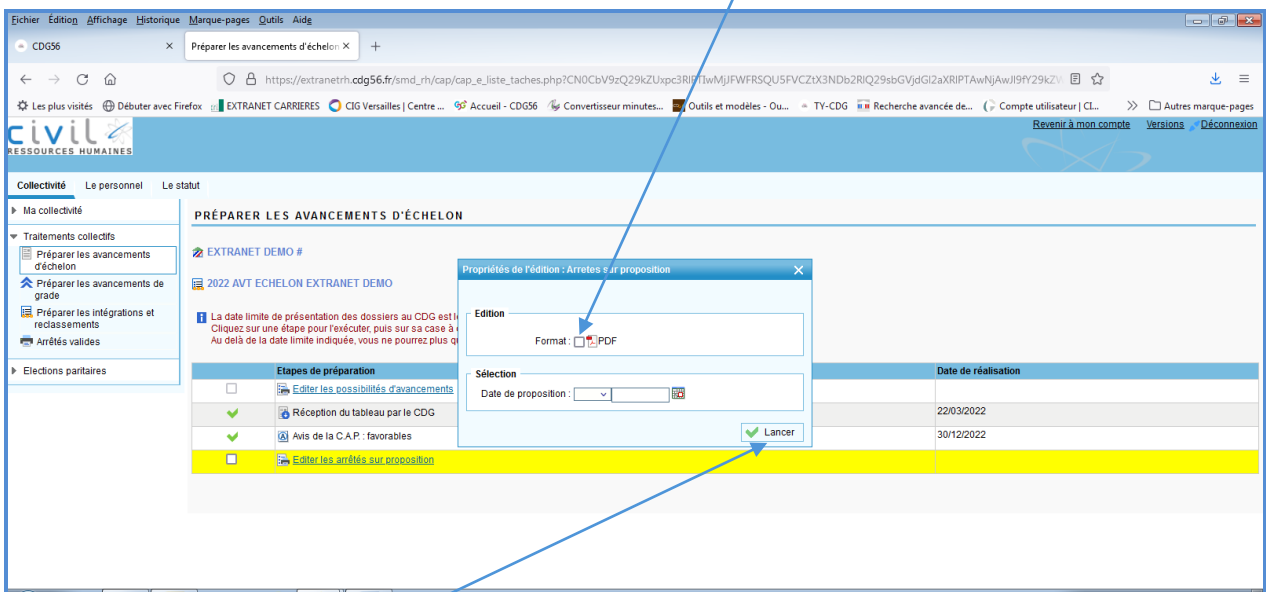 Fichier Édition Affichage Historique Marque-pages Outils Aide
CDG56 × Préparer les avancements d'échelon × +
https://extranetrh.cdg56.fr/smd_rh/cap/cap_e_liste_taches.php?
Les plus visités Débuter avec Firefox EXTRANET CARRIERES CIG Versailles | Centre ... Accueil - CDG56 Convertisseur minutes... Outils et modèles - Ou... TY-CDG Recherche avancée de... Compte utilisateur | Cl... Autres marque-pages
civil
RESSOURCES HUMAINES
Revenir à mon compte Versions Déconnexion
Collectivité Le personnel Le statut
Ma collectivité
Traitements collectifs
Préparer les avancements
d'échelon
Préparer les avancements de
grade
Préparer les intégrations et
reclassements
Arrêtés valides
Elections paritaires
PRÉPARER LES AVANCEMENTS D'ÉCHELON
EXTRANET DEMO #
2022 AVT ECHELON EXTRANET DEMO
La date limite de présentation des dossiers au CDG est
Cliquez sur une étape pour l'exécuter, puis sur sa case à
Au delà de la date limite indiquée, vous ne pourrez plus
Propriétés de l'édition : Arretes sur proposition ×
Edition
Format : PDF
Sélection
Date de proposition :
Lancer
Etapes de préparation Date de réalisation
Editer les possibilités d'avancements
Réception du tableau par le CDG 22/03/2022
Avis de la C.A.P. : favorables 30/12/2022
Editer les arrêtés sur proposition